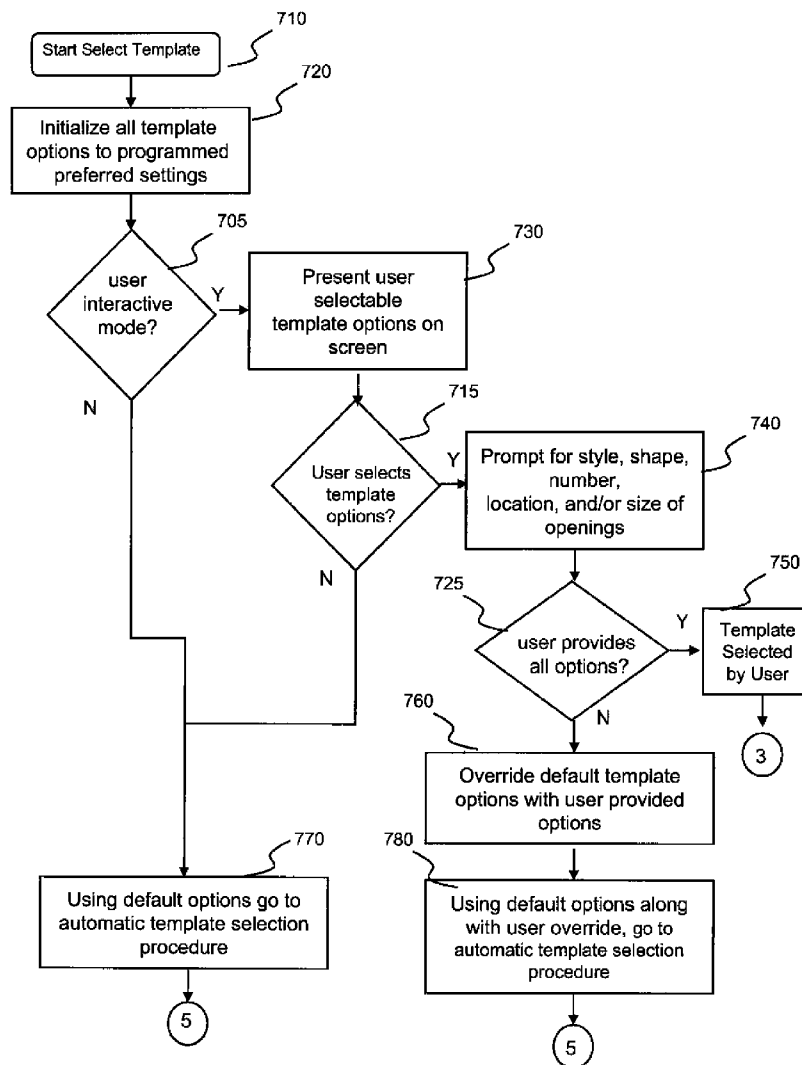 710
Start Select Template
720
Initialize all template
options to programmed
preferred settings
705
user
interactive
mode?
Y
N
730
Present user
selectable
template options on
screen
715
User selects
template
options?
Y
N
740
Prompt for style, shape,
number,
location, and/or size of
openings
725
user provides
all options?
Y
N
750
Template
Selected
by User
3
760
Override default template
options with user provided
options
770
Using default options go to
automatic template selection
procedure
5
780
Using default options along
with user override, go to
automatic template selection
procedure
5